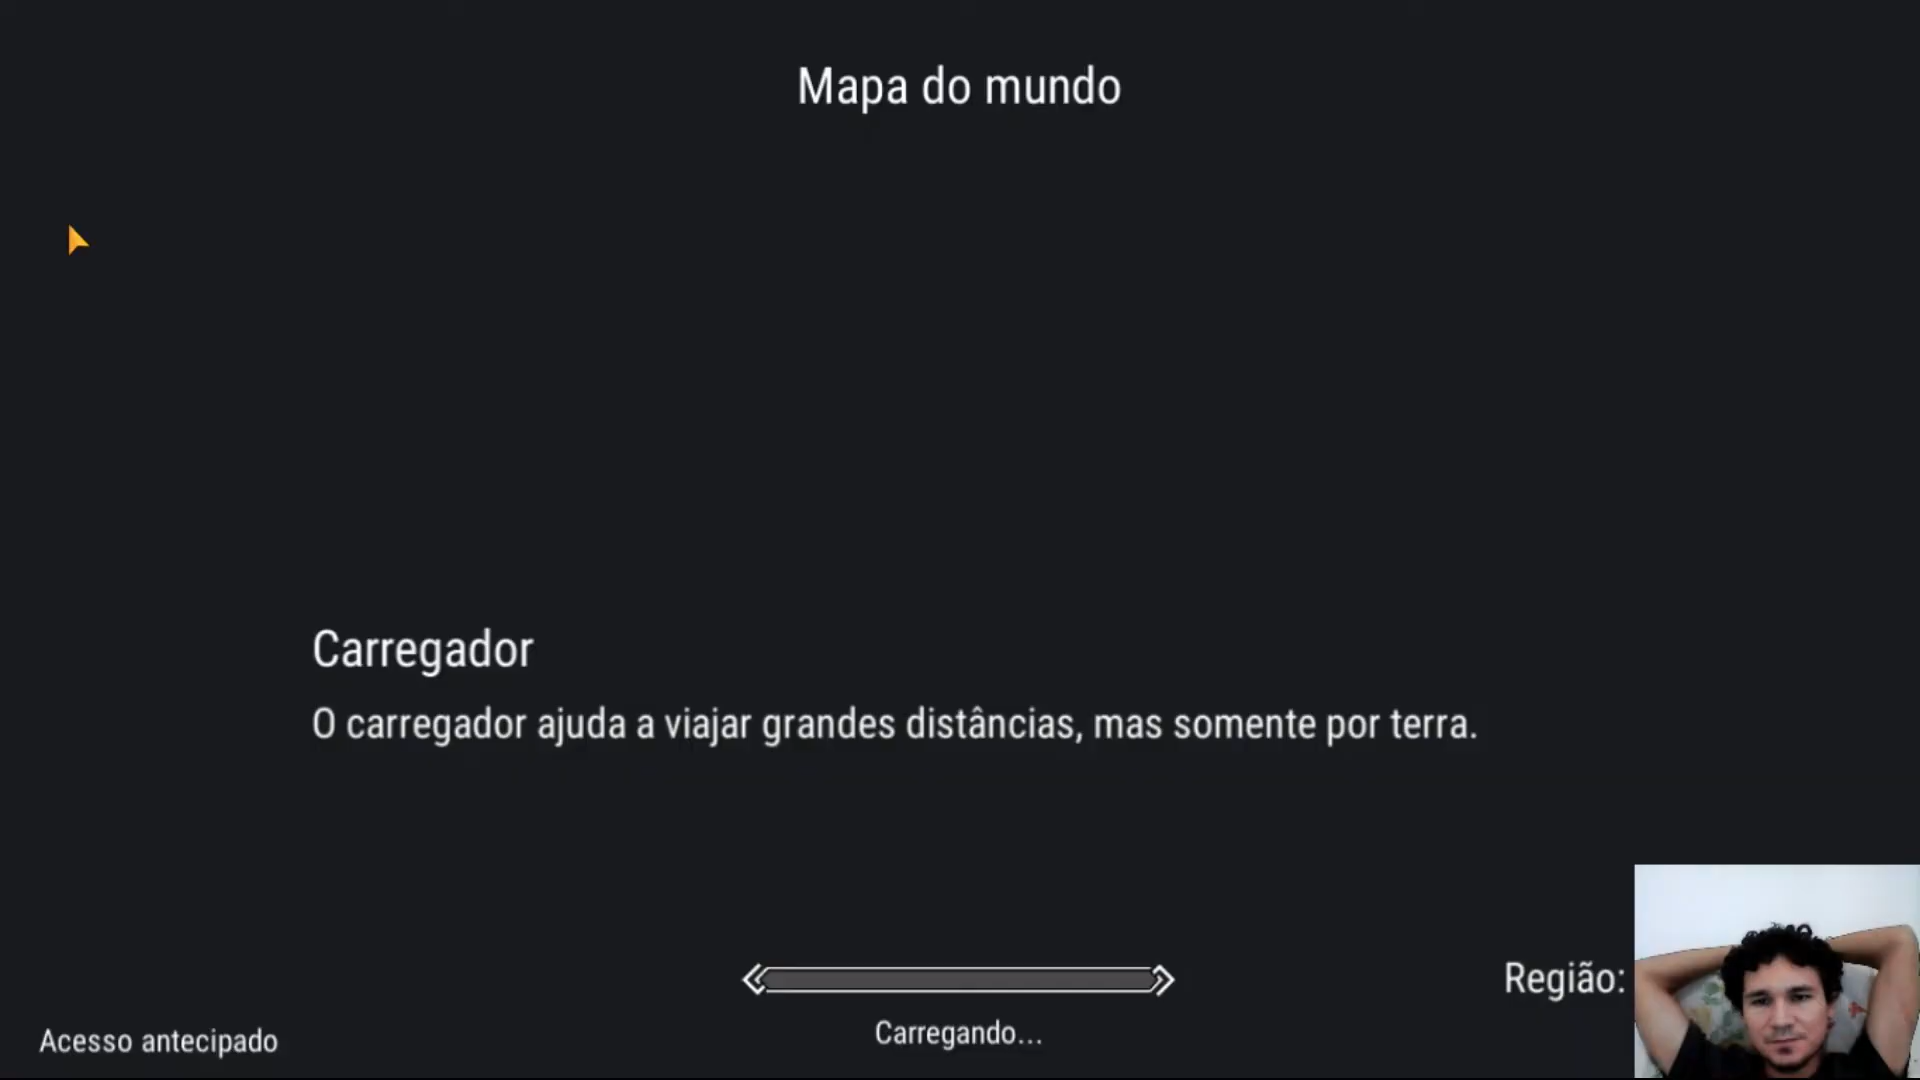 Mapa do mundo
Carregador
O carregador ajuda a viajar grandes distâncias, mas somente por terra.
Região:
Carregando...
Acesso antecipado